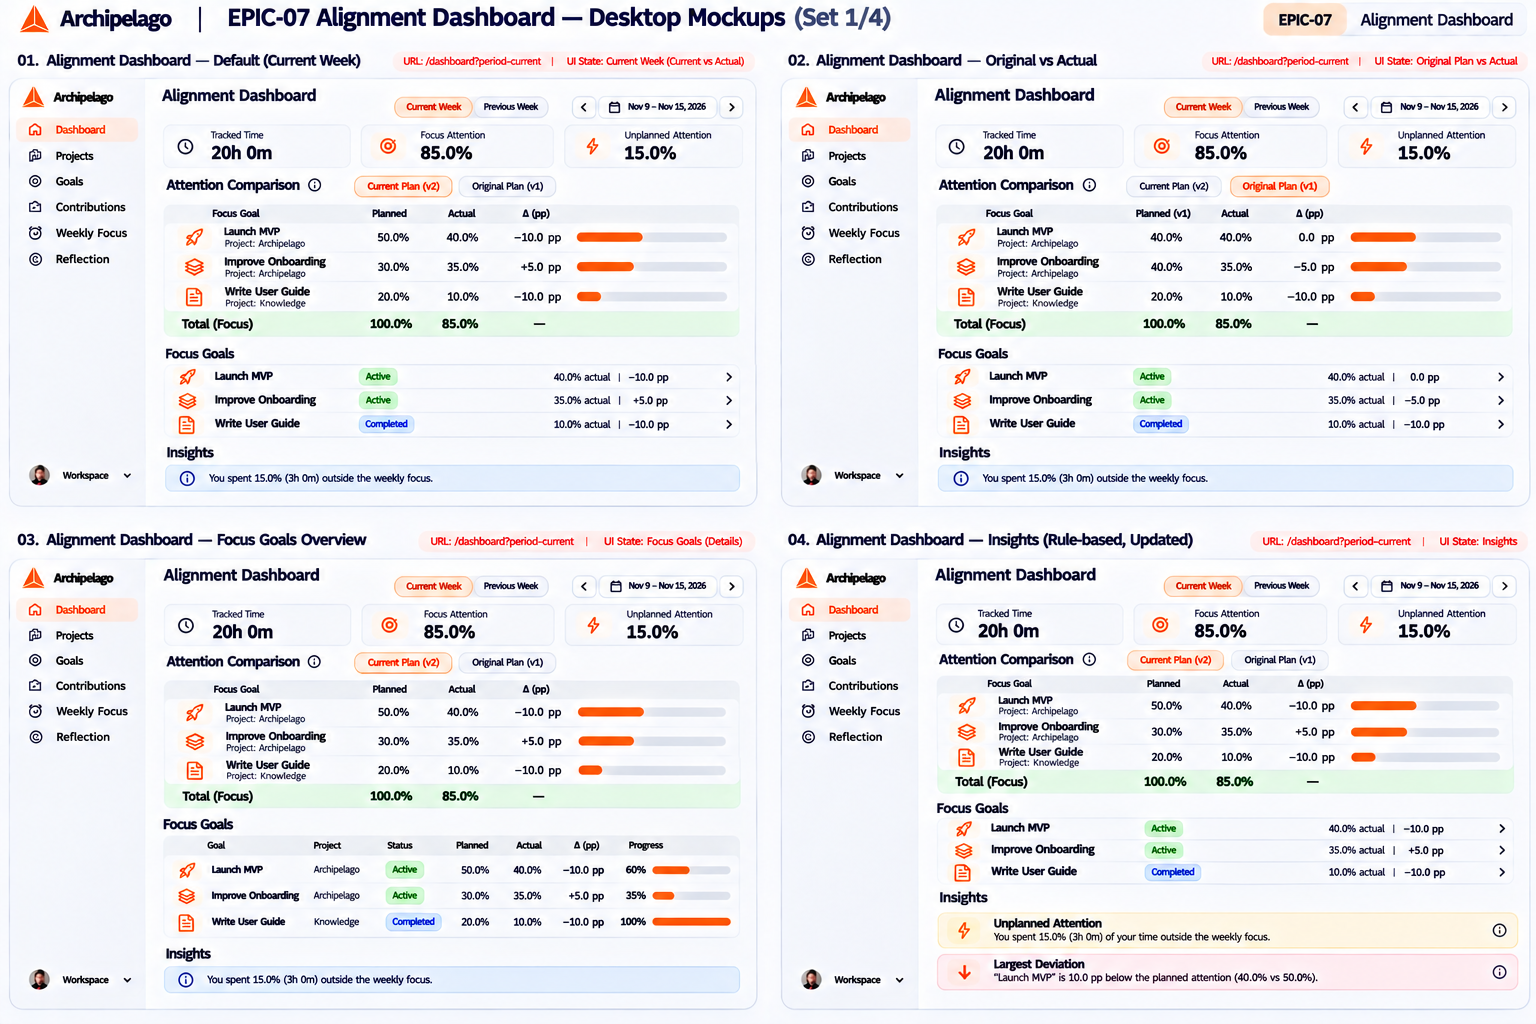 Archipelago | EPIC-07 Alignment Dashboard — Desktop Mockups (Set 1/4)
EPIC-07 Alignment Dashboard
01. Alignment Dashboard — Default (Current Week)
URL: /dashboard?period-current | UI State: Current Week (Current vs Actual)
Archipelago
Dashboard
Projects
Goals
Contributions
Weekly Focus
Reflection
Workspace
Alignment Dashboard
Current Week Previous Week
Nov 9 – Nov 15, 2026
Tracked Time
20h 0m
Focus Attention
85.0%
Unplanned Attention
15.0%
Attention Comparison Current Plan (v2) Original Plan (v1)
Focus Goal Planned Actual Δ (pp)
Launch MVP
Project: Archipelago
50.0% 40.0% −10.0 pp
Improve Onboarding
Project: Archipelago
30.0% 35.0% +5.0 pp
Write User Guide
Project: Knowledge
20.0% 10.0% −10.0 pp
Total (Focus) 100.0% 85.0% —
Focus Goals
Launch MVP Active 40.0% actual | −10.0 pp
Improve Onboarding Active 35.0% actual | +5.0 pp
Write User Guide Completed 10.0% actual | −10.0 pp
Insights
You spent 15.0% (3h 0m) outside the weekly focus.
02. Alignment Dashboard — Original vs Actual
URL: /dashboard?period-current | UI State: Original Plan vs Actual
Archipelago
Dashboard
Projects
Goals
Contributions
Weekly Focus
Reflection
Workspace
Alignment Dashboard
Current Week Previous Week
Nov 9 – Nov 15, 2026
Tracked Time
20h 0m
Focus Attention
85.0%
Unplanned Attention
15.0%
Attention Comparison Current Plan (v2) Original Plan (v1)
Focus Goal Planned (v1) Actual Δ (pp)
Launch MVP
Project: Archipelago
40.0% 40.0% 0.0 pp
Improve Onboarding
Project: Archipelago
40.0% 35.0% −5.0 pp
Write User Guide
Project: Knowledge
20.0% 10.0% −10.0 pp
Total (Focus) 100.0% 85.0% —
Focus Goals
Launch MVP Active 40.0% actual | 0.0 pp
Improve Onboarding Active 35.0% actual | −5.0 pp
Write User Guide Completed 10.0% actual | −10.0 pp
Insights
You spent 15.0% (3h 0m) outside the weekly focus.
03. Alignment Dashboard — Focus Goals Overview
URL: /dashboard?period-current | UI State: Focus Goals (Details)
Archipelago
Dashboard
Projects
Goals
Contributions
Weekly Focus
Reflection
Workspace
Alignment Dashboard
Current Week Previous Week
Nov 9 – Nov 15, 2026
Tracked Time
20h 0m
Focus Attention
85.0%
Unplanned Attention
15.0%
Attention Comparison Current Plan (v2) Original Plan (v1)
Focus Goal Planned Actual Δ (pp)
Launch MVP
Project: Archipelago
50.0% 40.0% −10.0 pp
Improve Onboarding
Project: Archipelago
30.0% 35.0% +5.0 pp
Write User Guide
Project: Knowledge
20.0% 10.0% −10.0 pp
Total (Focus) 100.0% 85.0% —
Focus Goals
Goal Project Status Planned Actual Δ (pp) Progress
Launch MVP Archipelago Active 50.0% 40.0% −10.0 pp 60%
Improve Onboarding Archipelago Active 30.0% 35.0% +5.0 pp 35%
Write User Guide Knowledge Completed 20.0% 10.0% −10.0 pp 100%
Insights
You spent 15.0% (3h 0m) outside the weekly focus.
04. Alignment Dashboard — Insights (Rule-based, Updated)
URL: /dashboard?period-current | UI State: Insights
Archipelago
Dashboard
Projects
Goals
Contributions
Weekly Focus
Reflection
Workspace
Alignment Dashboard
Current Week Previous Week
Nov 9 – Nov 15, 2026
Tracked Time
20h 0m
Focus Attention
85.0%
Unplanned Attention
15.0%
Attention Comparison Current Plan (v2) Original Plan (v1)
Focus Goal Planned Actual Δ (pp)
Launch MVP
Project: Archipelago
50.0% 40.0% −10.0 pp
Improve Onboarding
Project: Archipelago
30.0% 35.0% +5.0 pp
Write User Guide
Project: Knowledge
20.0% 10.0% −10.0 pp
Total (Focus) 100.0% 85.0% —
Focus Goals
Launch MVP Active 40.0% actual | −10.0 pp
Improve Onboarding Active 35.0% actual | +5.0 pp
Write User Guide Completed 10.0% actual | −10.0 pp
Insights
Unplanned Attention
You spent 15.0% (3h 0m) of your time outside the weekly focus.
Largest Deviation
"Launch MVP" is 10.0 pp below the planned attention (40.0% vs 50.0%).